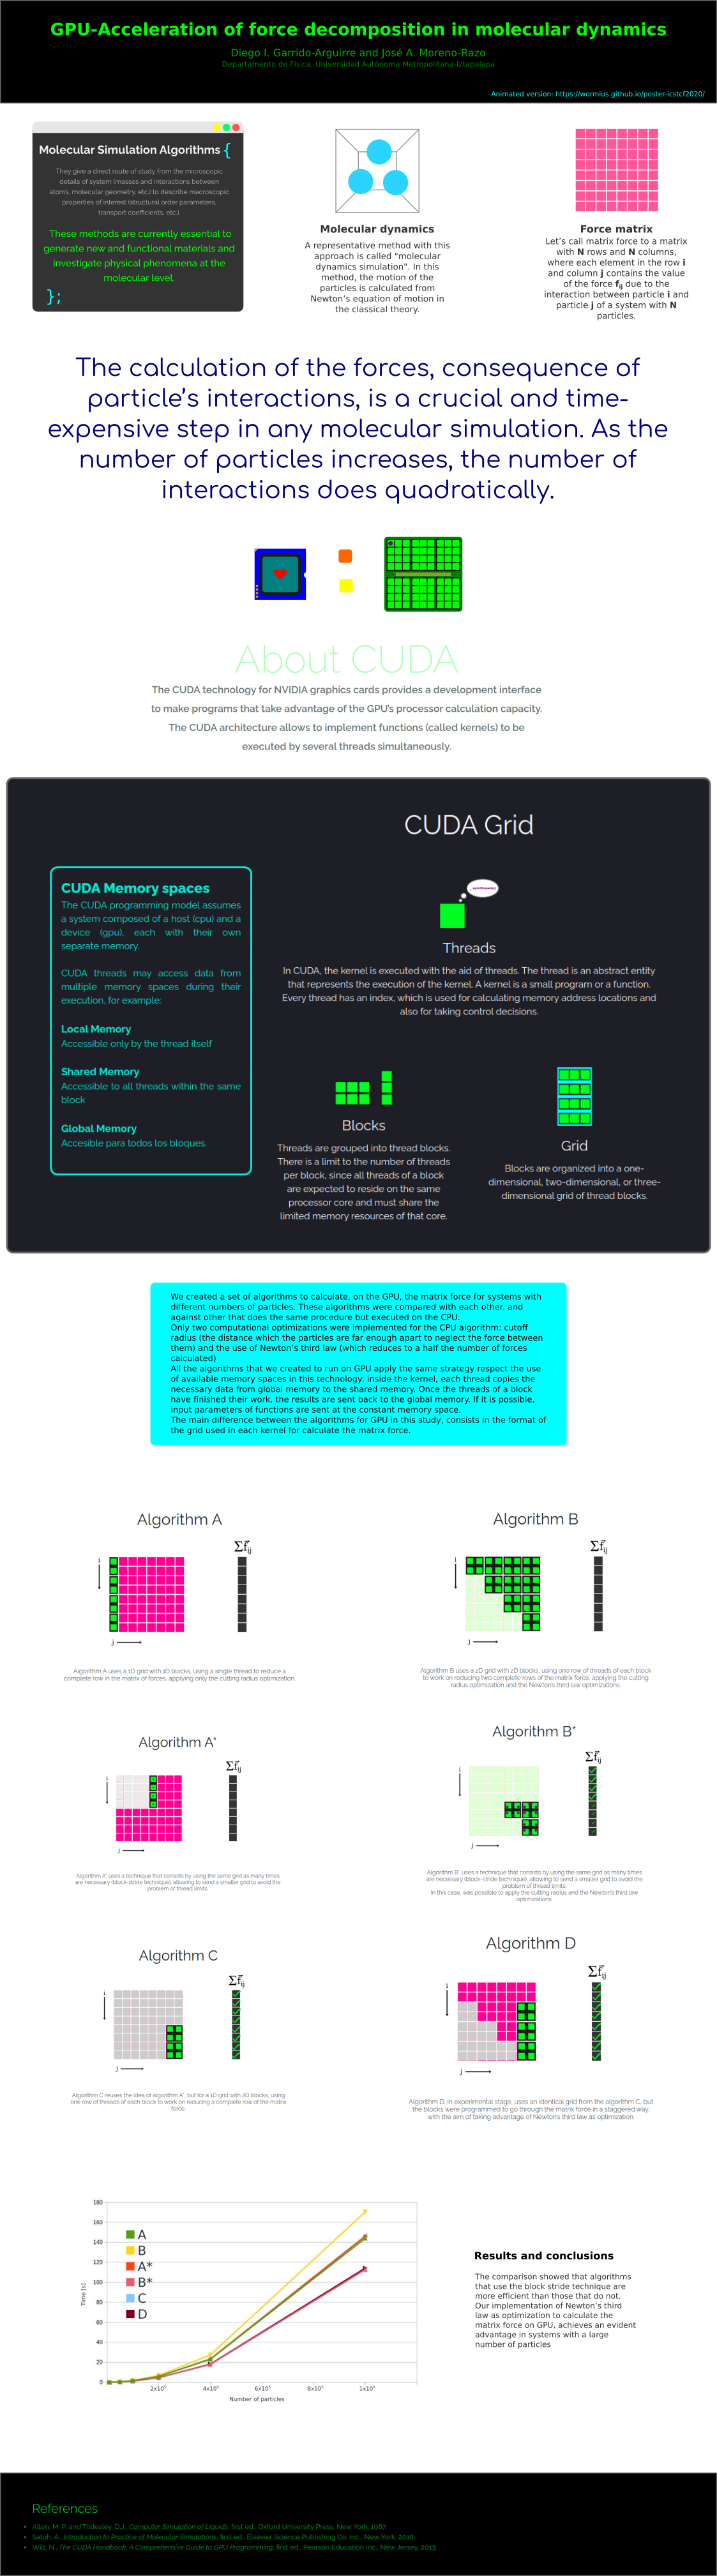 GPU-Acceleration of force decomposition in molecular dynamics
Diego I. Garrido-Arguirre and José A. Moreno-Razo
Departamento de Física, Universidad Autónoma Metropolitana-Iztapalapa
Animated version: https://wormius.github.io/poster-icstcf2020/
Molecular Simulation Algorithms {
They give a direct route of study from the microscopic
details of system (masses and interactions between
atoms, molecular geometry, etc.) to describe macroscopic
properties of interest (structural order parameters,
transport coefficients, etc.)
These methods are currently essential to
generate new and functional materials and
investigate physical phenomena at the
molecular level.
};
Molecular dynamics
A representative method with this
approach is called "molecular
dynamics simulation". In this
method, the motion of the
particles is calculated from
Newton's equation of motion in
the classical theory.
Force matrix
Let's call matrix force to a matrix
with N rows and N columns,
where each element in the row i
and column j contains the value
of the force fij due to the
interaction between particle i and
particle j of a system with N
particles.
The calculation of the forces, consequence of
particle's interactions, is a crucial and time-
expensive step in any molecular simulation. As the
number of particles increases, the number of
interactions does quadratically.
About CUDA
The CUDA technology for NVIDIA graphics cards provides a development interface
to make programs that take advantage of the GPU's processor calculation capacity.
The CUDA architecture allows to implement functions (called kernels) to be
executed by several threads simultaneously.
CUDA Grid
CUDA Memory spaces
The CUDA programming model assumes
a system composed of a host (cpu) and a
device (gpu), each with their own
separate memory.
CUDA threads may access data from
multiple memory spaces during their
execution, for example:
Local Memory
Accessible only by the thread itself
Shared Memory
Accessible to all threads within the same
block
Global Memory
Accesible para todos los bloques.
Threads
In CUDA, the kernel is executed with the aid of threads. The thread is an abstract entity
that represents the execution of the kernel. A kernel is a small program or a function.
Every thread has an index, which is used for calculating memory address locations and
also for taking control decisions.
Blocks
Threads are grouped into thread blocks.
There is a limit to the number of threads
per block, since all threads of a block
are expected to reside on the same
processor core and must share the
limited memory resources of that core.
Grid
Blocks are organized into a one-
dimensional, two-dimensional, or three-
dimensional grid of thread blocks.
We created a set of algorithms to calculate, on the GPU, the matrix force for systems with
different numbers of particles. These algorithms were compared with each other. and
against other that does the same procedure but executed on the CPU.
Only two computational optimizations were implemented for the CPU algorithm: cutoff
radius (the distance which the particles are far enough apart to neglect the force between
them) and the use of Newton's third law (which reduces to a half the number of forces
calculated)
All the algorithms that we created to run on GPU apply the same strategy respect the use
of available memory spaces in this technology: inside the kernel, each thread copies the
necessary data from global memory to the shared memory. Once the threads of a block
have finished their work, the results are sent back to the global memory. If it is possible,
input parameters of functions are sent at the constant memory space.
The main difference between the algorithms for GPU in this study, consists in the format of
the grid used in each kernel for calculate the matrix force.
Algorithm A
Σfij
i
j
Algorithm A uses a 1D grid with 1D blocks, using a single thread to reduce a
complete row in the matrix of forces, applying only the cutting radius optimization.
Algorithm B
Σfij
i
j
Algorithm B uses a 2D grid with 2D blocks, using one row of threads of each block
to work on reducing two complete rows of the matrix force, applying the cutting
radius optimization and the Newton's third law optimizations.
Algorithm A*
Σfij
i
j
Algorithm A* uses a technique that consists by using the same grid as many times
as are necessary (block-stride technique), allowing to send a smaller grid to avoid the
problem of thread limits.
Algorithm B*
Σfij
i
j
Algorithm B* uses a technique that consists by using the same grid as many times
are necessary (block-stride technique), allowing to send a smaller grid to avoid the
problem of thread limits.
In this case, was possible to apply the cutting radius and the Newton's third law
optimizations.
Algorithm C
Σfij
i
j
Algorithm C reuses the idea of algorithm A*, but for a 1D grid with 2D blocks, using
one row of threads of each block to work on reducing a complete row of the matrix
force.
Algorithm D
Σfij
i
j
Algorithm D, in experimental stage, uses an identical grid from the algorithm C, but
the blocks were programmed to go through the matrix force in a staggered way,
with the aim of taking advantage of Newton's third law as optimization.
180
160
140
120
100
80
60
40
20
0
Time [s]
A
B
A*
B*
C
D
2x10⁵
4x10⁵
6x10⁵
8x10⁵
1x10⁶
Number of particles
Results and conclusions
The comparison showed that algorithms
that use the block stride technique are
more efficient than those that do not.
Our implementation of Newton's third
law as optimization to calculate the
matrix force on GPU, achieves an evident
advantage in systems with a large
number of particles
References
Allen, M. P. and Tildesley, D.J., Computer Simulation of Liquids, first ed., Oxford University Press, New York, 1987.
Satoh, A., Introduction to Practice of Molecular Simulations, first ed., Elsevier Science Publishing Co. Inc., New York, 2010.
Wilt, N., The CUDA Handbook: A Comprehensive Guide to GPU Programming, first ed., Pearson Education Inc., New Jersey, 2013.